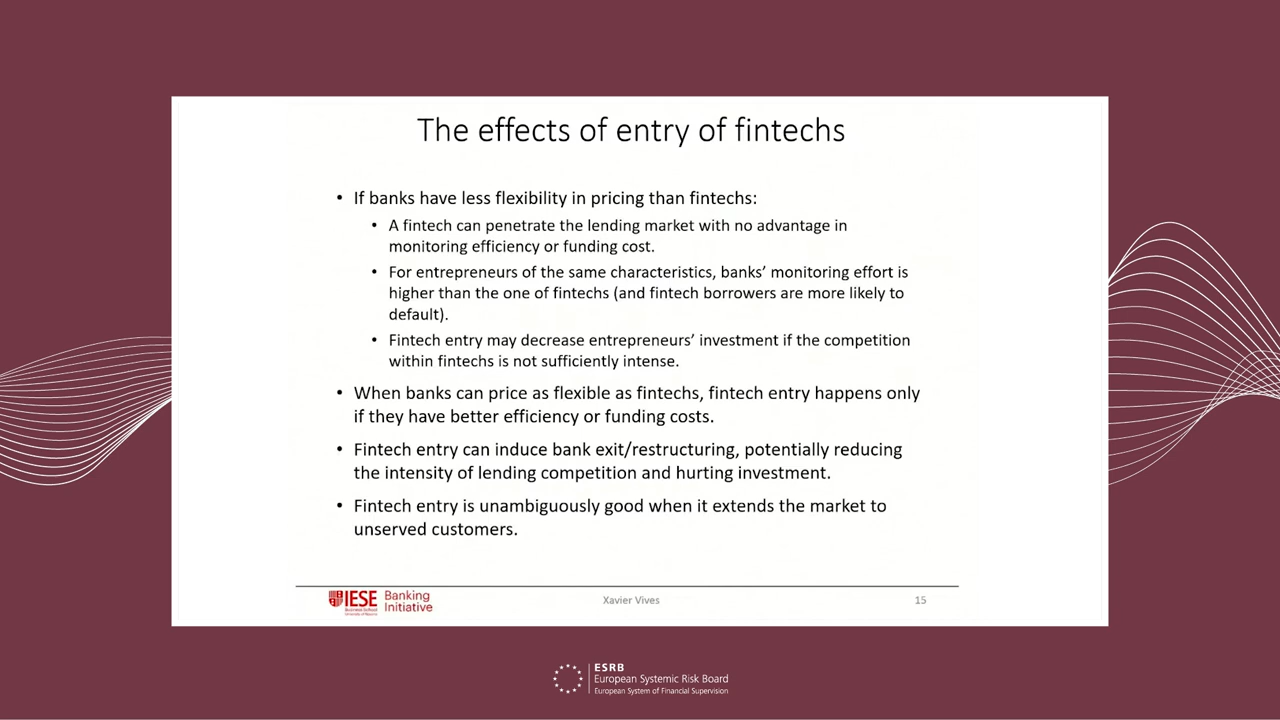 The effects of entry of fintechs
• If banks have less flexibility in pricing than fintechs:
• A fintech can penetrate the lending market with no advantage in
monitoring efficiency or funding cost.
• For entrepreneurs of the same characteristics, banks’ monitoring effort is
higher than the one of fintechs (and fintech borrowers are more likely to
default).
• Fintech entry may decrease entrepreneurs’ investment if the competition
within fintechs is not sufficiently intense.
• When banks can price as flexible as fintechs, fintech entry happens only
if they have better efficiency or funding costs.
• Fintech entry can induce bank exit/restructuring, potentially reducing
the intensity of lending competition and hurting investment.
• Fintech entry is unambiguously good when it extends the market to
unserved customers.
IESE
Banking
Initiative
Xavier Vives
15
ESRB
European Systemic Risk Board
European System of Financial Supervision